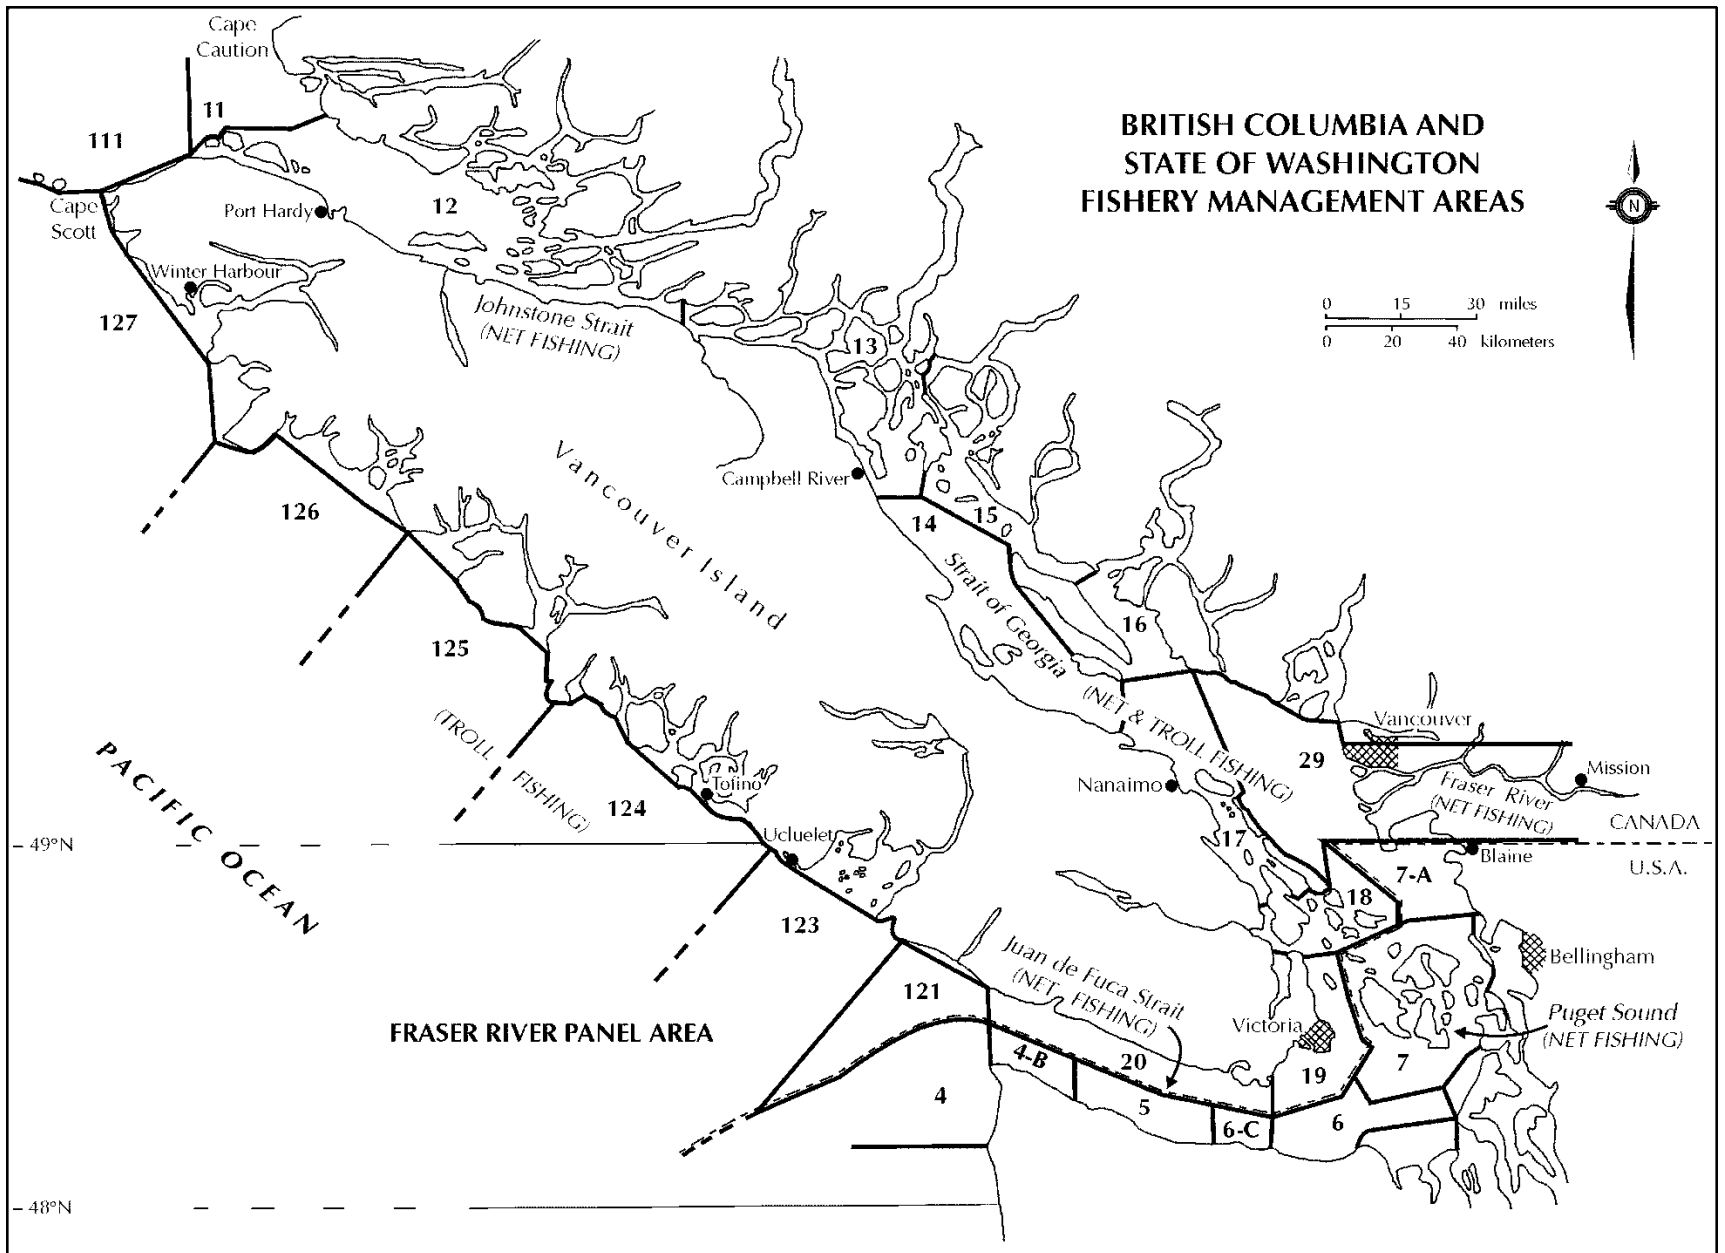 Cape
Caution
11
111
BRITISH COLUMBIA AND
STATE OF WASHINGTON
FISHERY MANAGEMENT AREAS
N
Cape
Scott
Port Hardy
12
Winter Harbour
127
Johnstone Strait
(NET FISHING)
13
0 15 30 miles
0 20 40 kilometers
Vancouver Island
Campbell River
126
14
15
Strait of Georgia
(NET & TROLL FISHING)
16
125
(TROLL FISHING)
PACIFIC OCEAN
124
Tofino
Ucluelet
Nanaimo
29
Vancouver
Mission
Fraser River
(NET FISHING)
CANADA
U.S.A.
49°N
17
Blaine
7-A
18
123
Bellingham
121
Juan de Fuca Strait
(NET FISHING)
FRASER RIVER PANEL AREA
Victoria
Puget Sound
(NET FISHING)
4-B
20
19
7
4
5
6-C
6
48°N